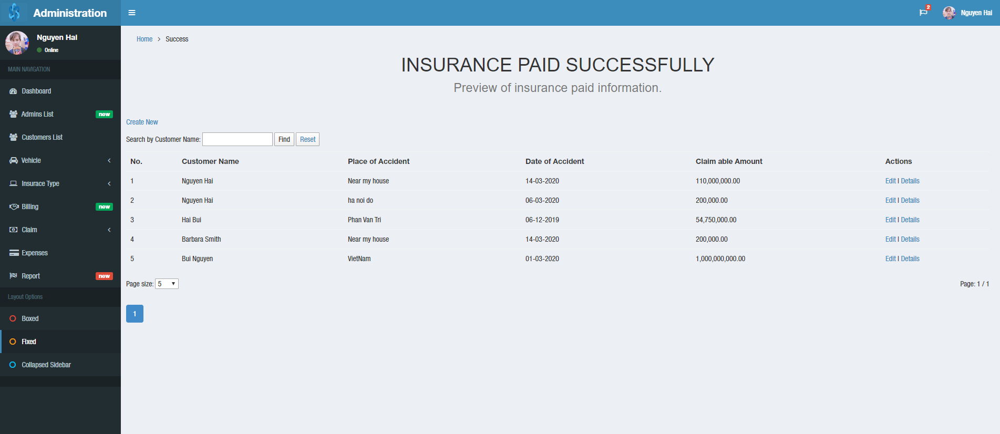 Administration
2
Nguyen Hai
Nguyen Hai
Online
MAIN NAVIGATION
Dashboard
Admins List new
Customers List
Vehicle
Insurace Type
Billing new
Claim
Expenses
Report new
Layout Options
Boxed
Fixed
Collapsed Sidebar
Home > Success
INSURANCE PAID SUCCESSFULLY
Preview of insurance paid information.
Create New
Search by Customer Name: Find Reset
No. Customer Name Place of Accident Date of Accident Claim able Amount Actions
1 Nguyen Hai Near my house 14-03-2020 110,000,000.00 Edit | Details
2 Nguyen Hai ha noi do 06-03-2020 200,000.00 Edit | Details
3 Hai Bui Phan Van Tri 06-12-2019 54,750,000.00 Edit | Details
4 Barbara Smith Near my house 14-03-2020 200,000.00 Edit | Details
5 Bui Nguyen VietNam 01-03-2020 1,000,000,000.00 Edit | Details
Page size: 5 Page: 1 / 1
1